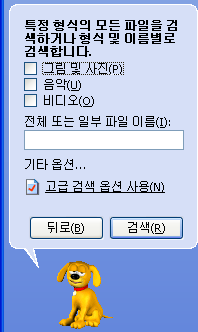 특정 형식의 모든 파일을 검
색하거나 형식 및 이름별로
검색합니다.
그림 및 사진(P)
음악(U)
비디오(O)
전체 또는 일부 파일 이름(I):
기타 옵션...
고급 검색 옵션 사용(N)
뒤로(B) 검색(R)